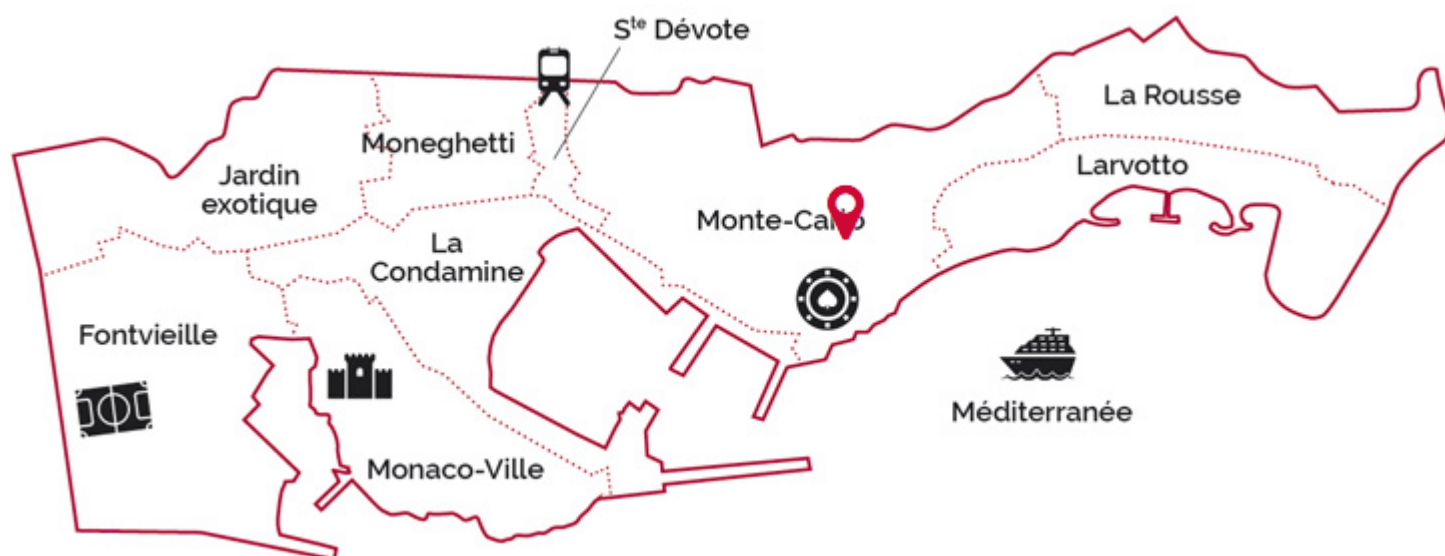 Sᵗᵉ Dévote
La Rousse
Moneghetti
Larvotto
Jardin
exotique
Monte-Carlo
La
Condamine
Fontvieille
Méditerranée
Monaco-Ville